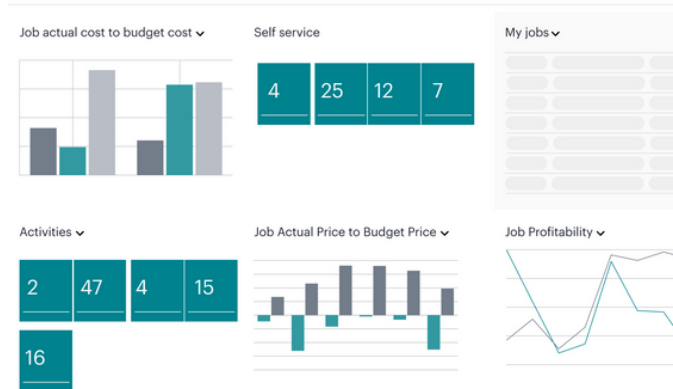 Job actual cost to budget cost
Self service
My jobs
4 25 12 7
Activities
Job Actual Price to Budget Price
Job Profitability
2 47 4 15
16